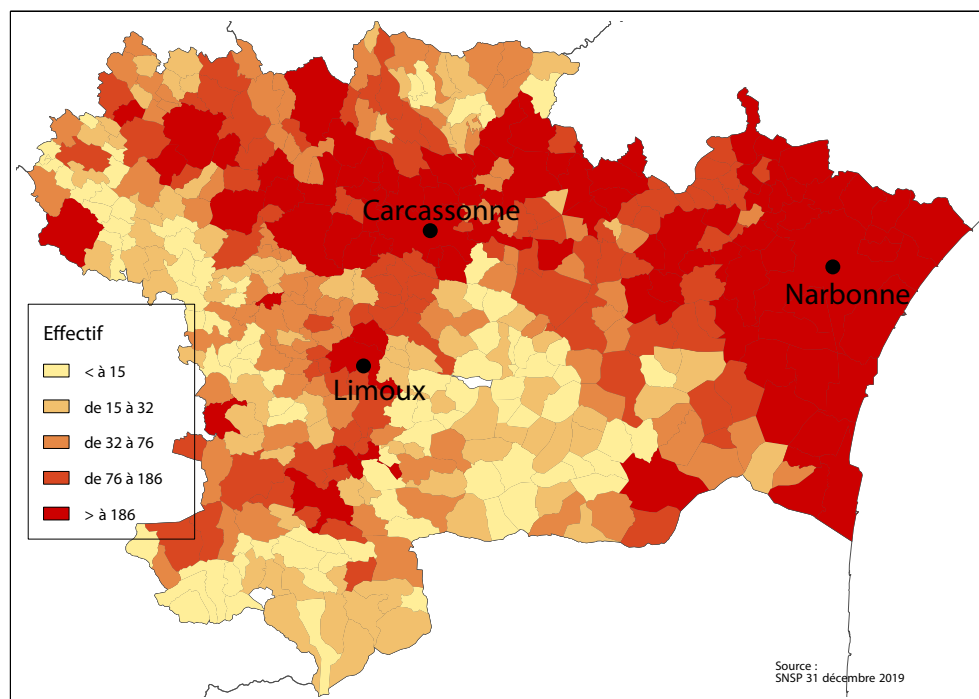 Carcassonne
Narbonne
Limoux
Effectif
< à 15
de 15 à 32
de 32 à 76
de 76 à 186
> à 186
Source :
SNSP 31 décembre 2019